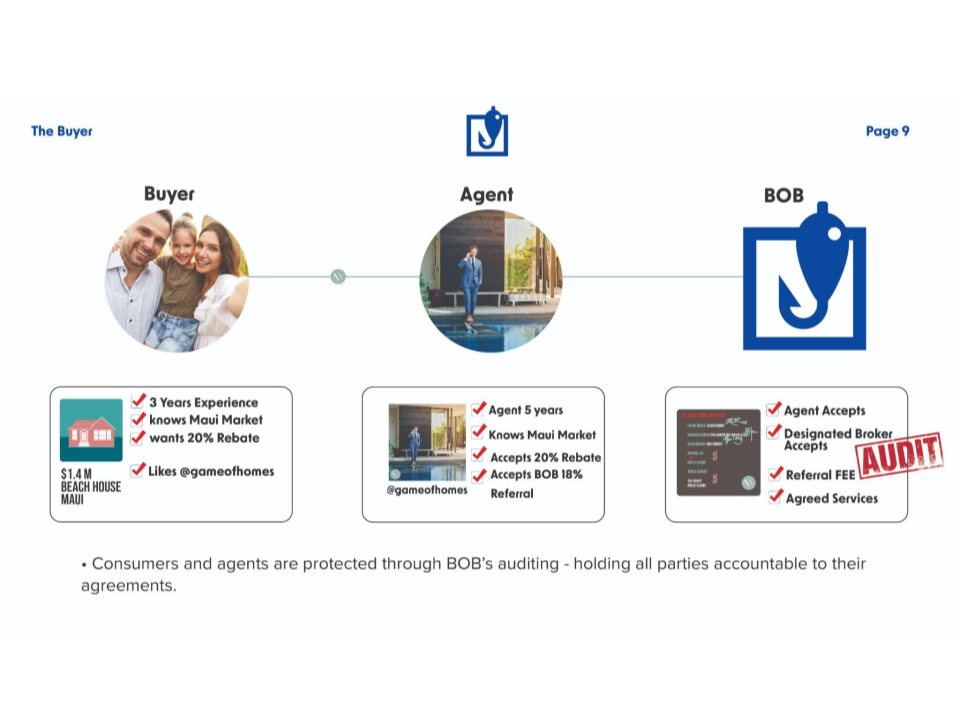 The Buyer
Page 9
Buyer
Agent
BOB
3 Years Experience
knows Maui Market
wants 20% Rebate
Likes @gameofhomes
$1.4 M
BEACH HOUSE
MAUI
Agent 5 years
Knows Maui Market
Accepts 20% Rebate
Accepts BOB 18%
Referral
@gameofhomes
Agent Accepts
Designated Broker
Accepts
Referral FEE
Agreed Services
AUDIT
• Consumers and agents are protected through BOB’s auditing - holding all parties accountable to their
agreements.